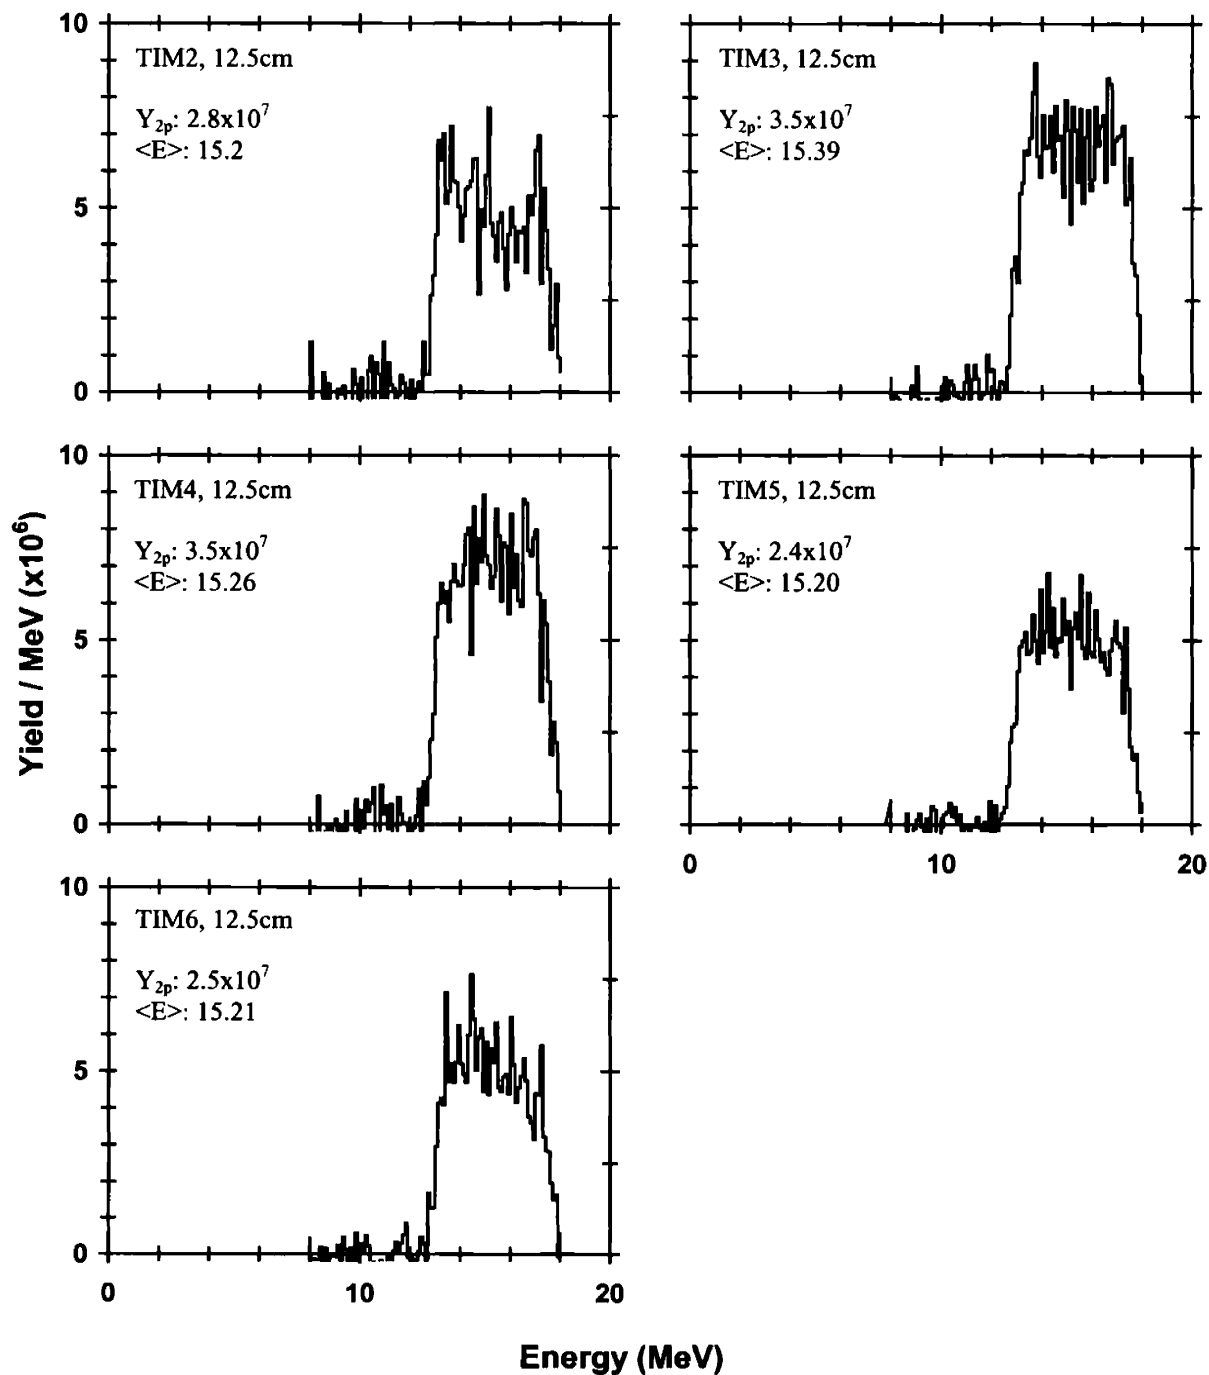 10
TIM2, 12.5cm
Y2p: 2.8x10^7
<E>: 15.2
5
0
TIM3, 12.5cm
Y2p: 3.5x10^7
<E>: 15.39
10
TIM4, 12.5cm
Y2p: 3.5x10^7
<E>: 15.26
5
0
TIM5, 12.5cm
Y2p: 2.4x10^7
<E>: 15.20
0 10 20
Yield / MeV (x10^6)
10
TIM6, 12.5cm
Y2p: 2.5x10^7
<E>: 15.21
5
0
0 10 20
Energy (MeV)